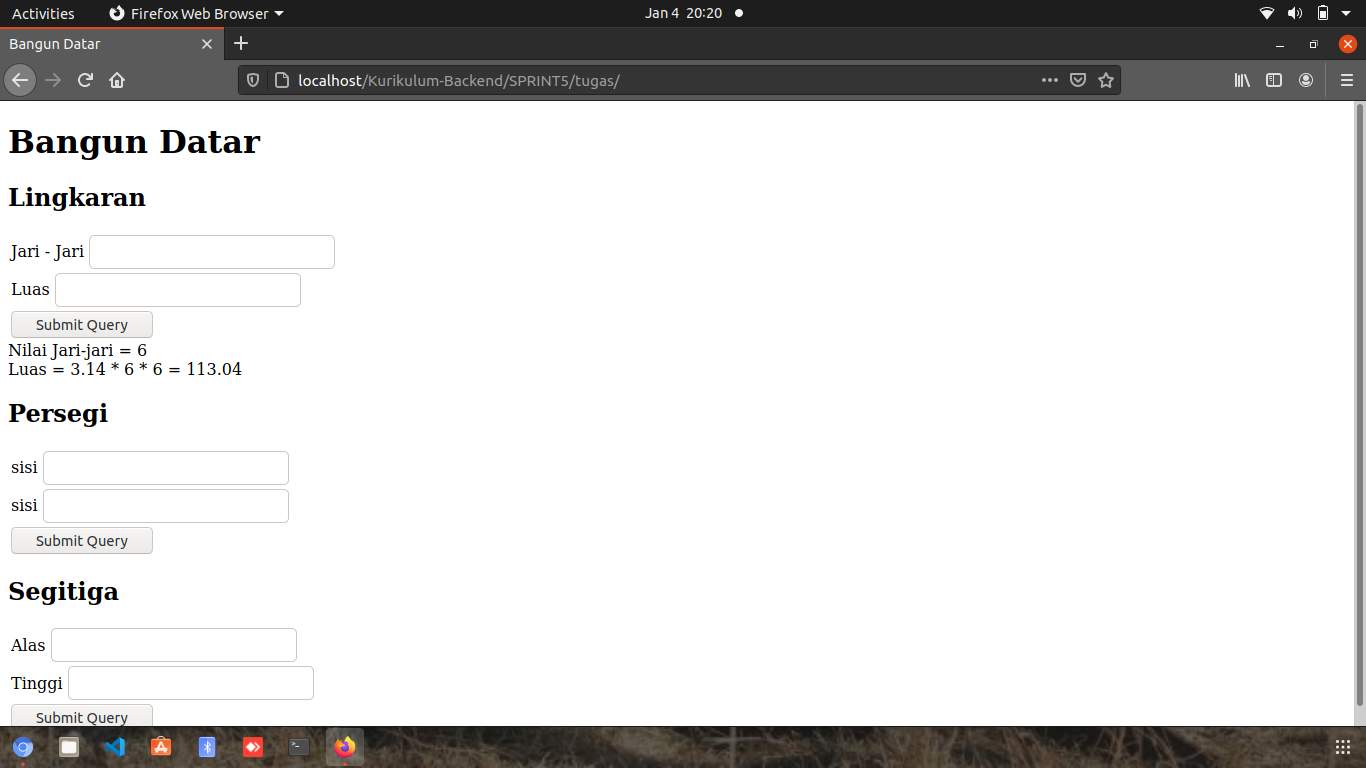 Activities Firefox Web Browser Jan 4 20:20
Bangun Datar
localhost/Kurikulum-Backend/SPRINT5/tugas/
Bangun Datar
Lingkaran
Jari - Jari
Luas
Submit Query
Nilai Jari-jari = 6
Luas = 3.14 * 6 * 6 = 113.04
Persegi
sisi
sisi
Submit Query
Segitiga
Alas
Tinggi
Submit Query